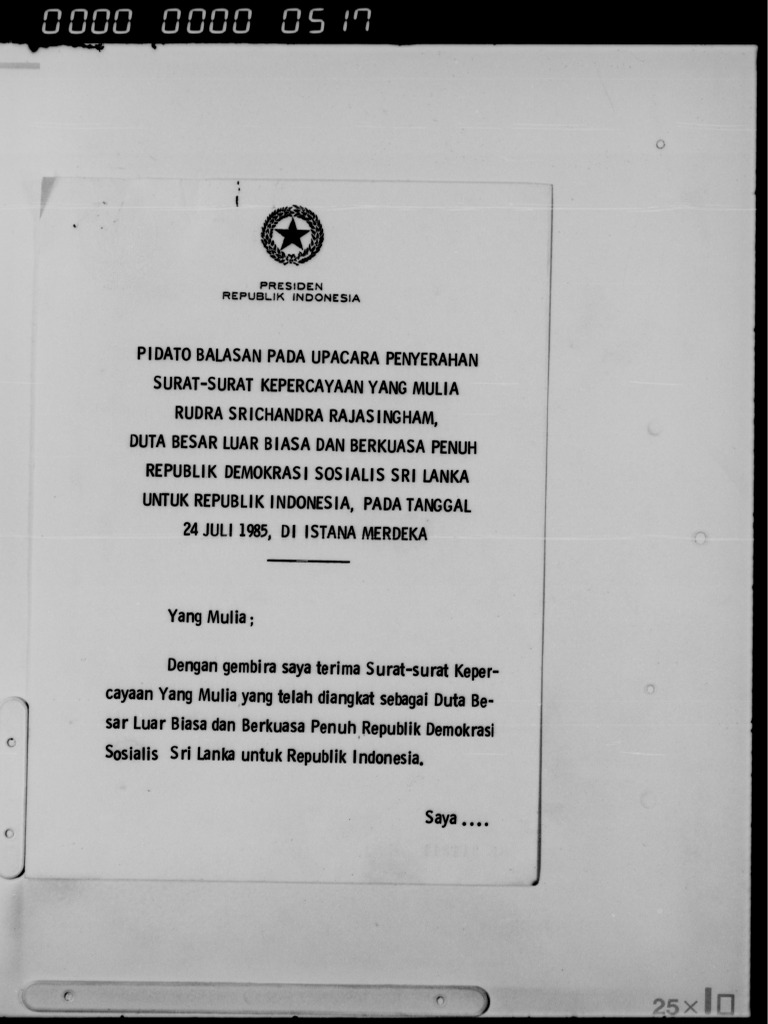 0000 0000 0517
PRESIDEN
REPUBLIK INDONESIA
PIDATO BALASAN PADA UPACARA PENYERAHAN
SURAT-SURAT KEPERCAYAAN YANG MULIA
RUDRA SRICHANDRA RAJASINGHAM,
DUTA BESAR LUAR BIASA DAN BERKUASA PENUH
REPUBLIK DEMOKRASI SOSIALIS SRI LANKA
UNTUK REPUBLIK INDONESIA, PADA TANGGAL
24 JULI 1985, DI ISTANA MERDEKA
Yang Mulia;
Dengan gembira saya terima Surat-surat Keper-
cayaan Yang Mulia yang telah diangkat sebagai Duta Be-
sar Luar Biasa dan Berkuasa Penuh Republik Demokrasi
Sosialis Sri Lanka untuk Republik Indonesia.
Saya ....
25×